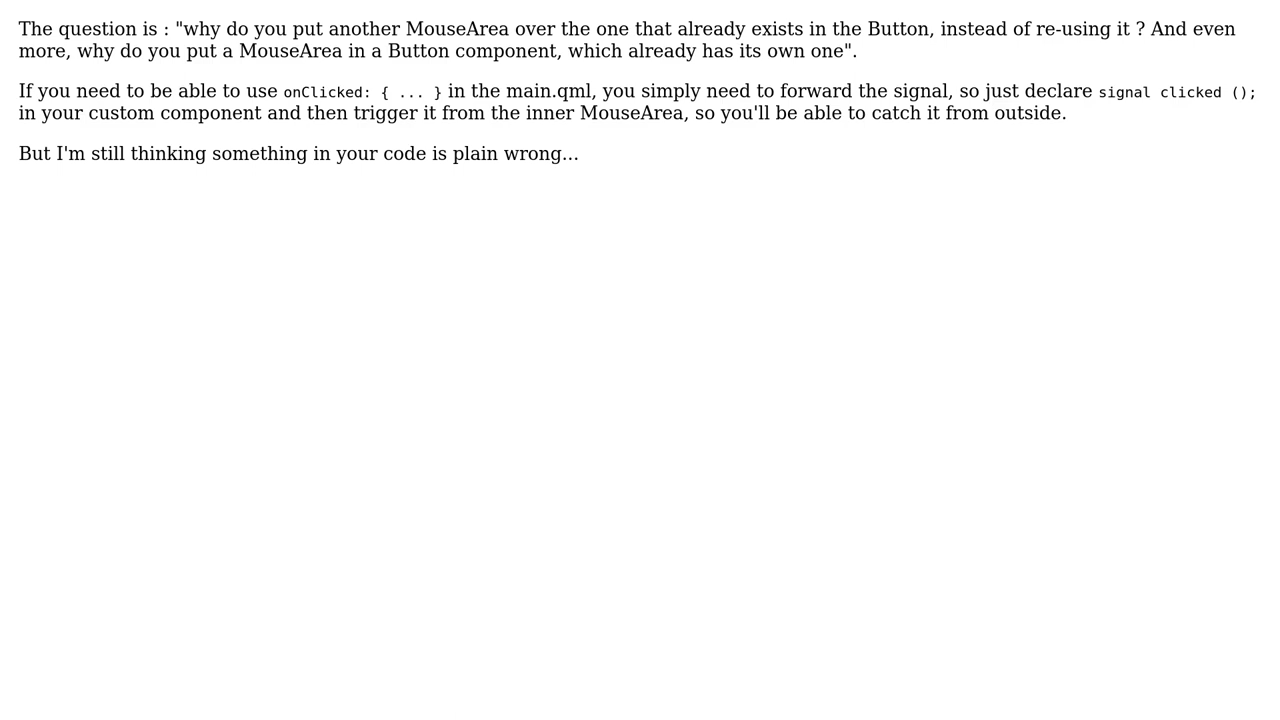 The question is : "why do you put another MouseArea over the one that already exists in the Button, instead of re-using it ? And even
more, why do you put a MouseArea in a Button component, which already has its own one".
If you need to be able to use onClicked: { ... } in the main.qml, you simply need to forward the signal, so just declare signal clicked ();
in your custom component and then trigger it from the inner MouseArea, so you'll be able to catch it from outside.
But I'm still thinking something in your code is plain wrong...